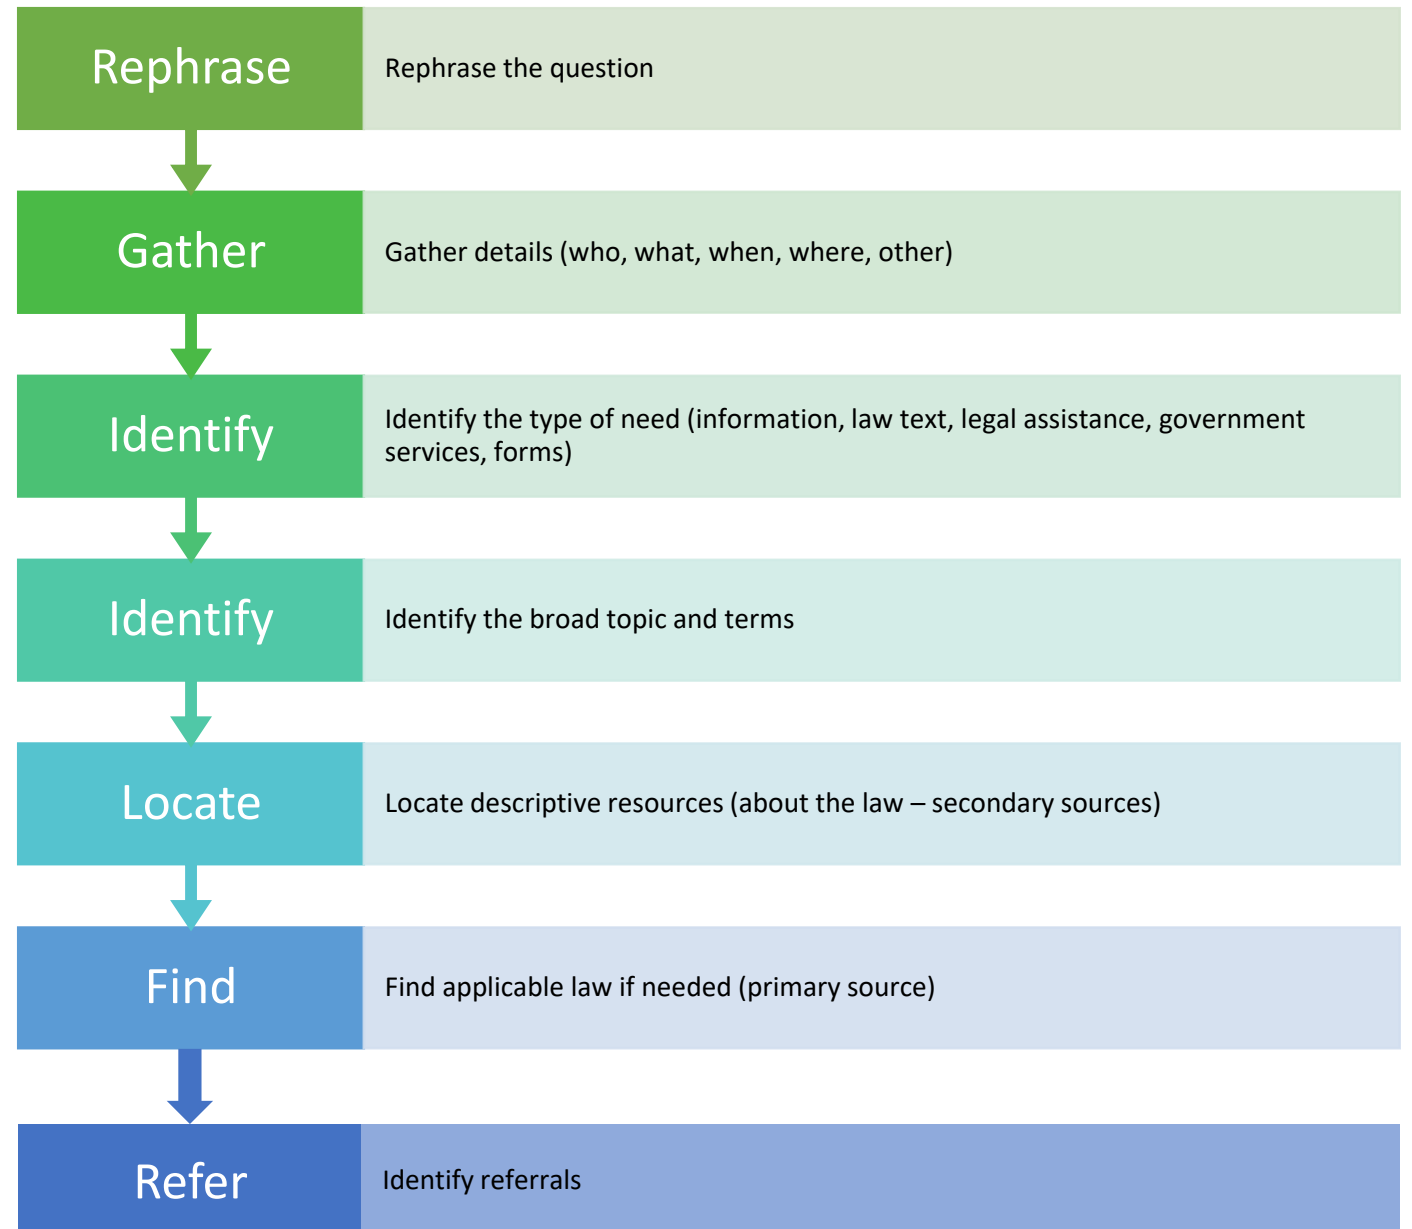 Rephrase
Rephrase the question
Gather
Gather details (who, what, when, where, other)
Identify
Identify the type of need (information, law text, legal assistance, government
services, forms)
Identify
Identify the broad topic and terms
Locate
Locate descriptive resources (about the law – secondary sources)
Find
Find applicable law if needed (primary source)
Refer
Identify referrals